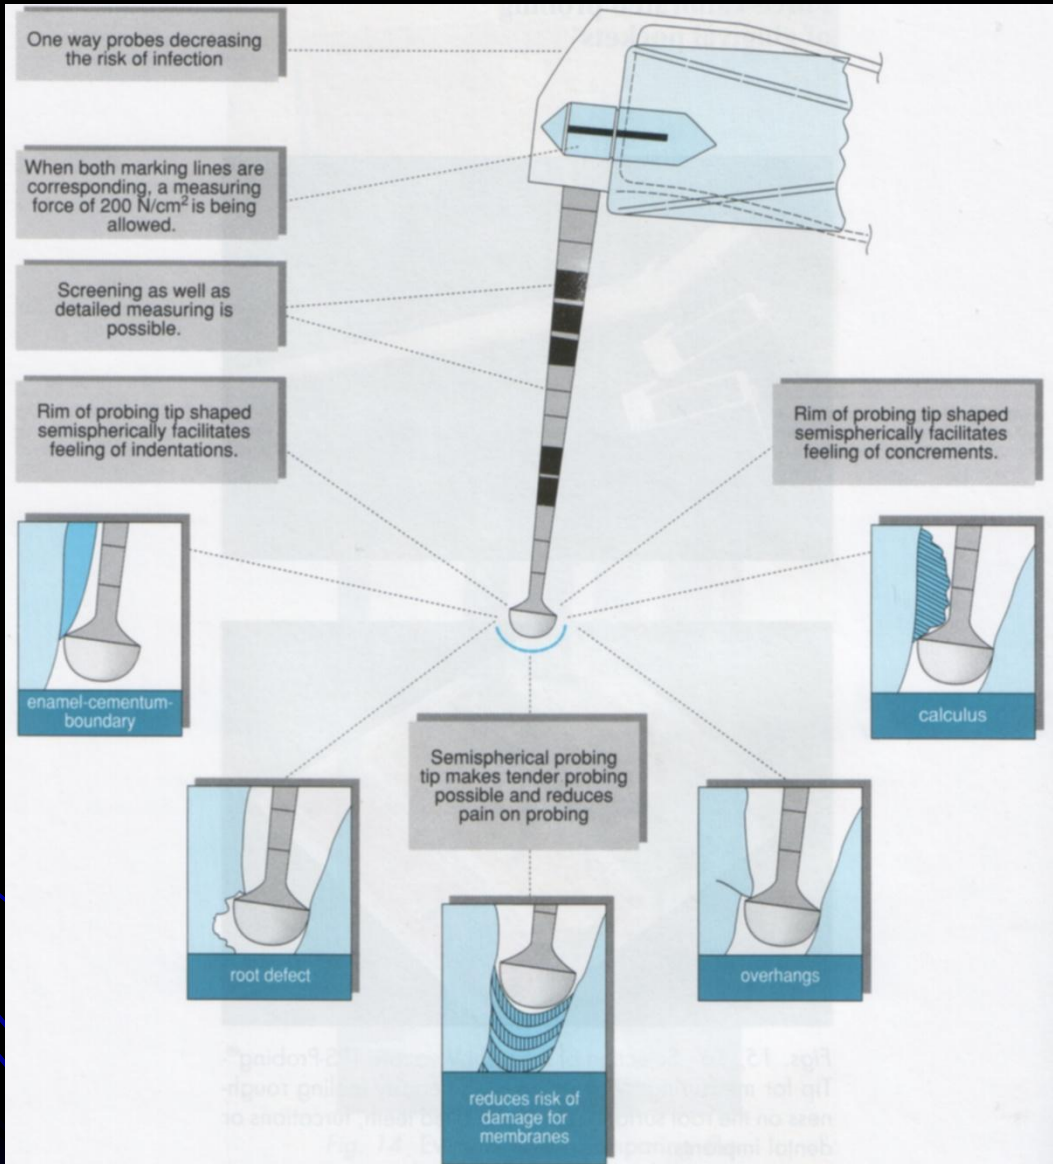 One way probes decreasing
the risk of infection
When both marking lines are
corresponding, a measuring
force of 200 N/cm² is being
allowed.
Screening as well as
detailed measuring is
possible.
Rim of probing tip shaped
semispherically facilitates
feeling of indentations.
Rim of probing tip shaped
semispherically facilitates
feeling of concrements.
enamel-cementum-
boundary
calculus
Semispherical probing
tip makes tender probing
possible and reduces
pain on probing
root defect
overhangs
reduces risk of
damage for
membranes